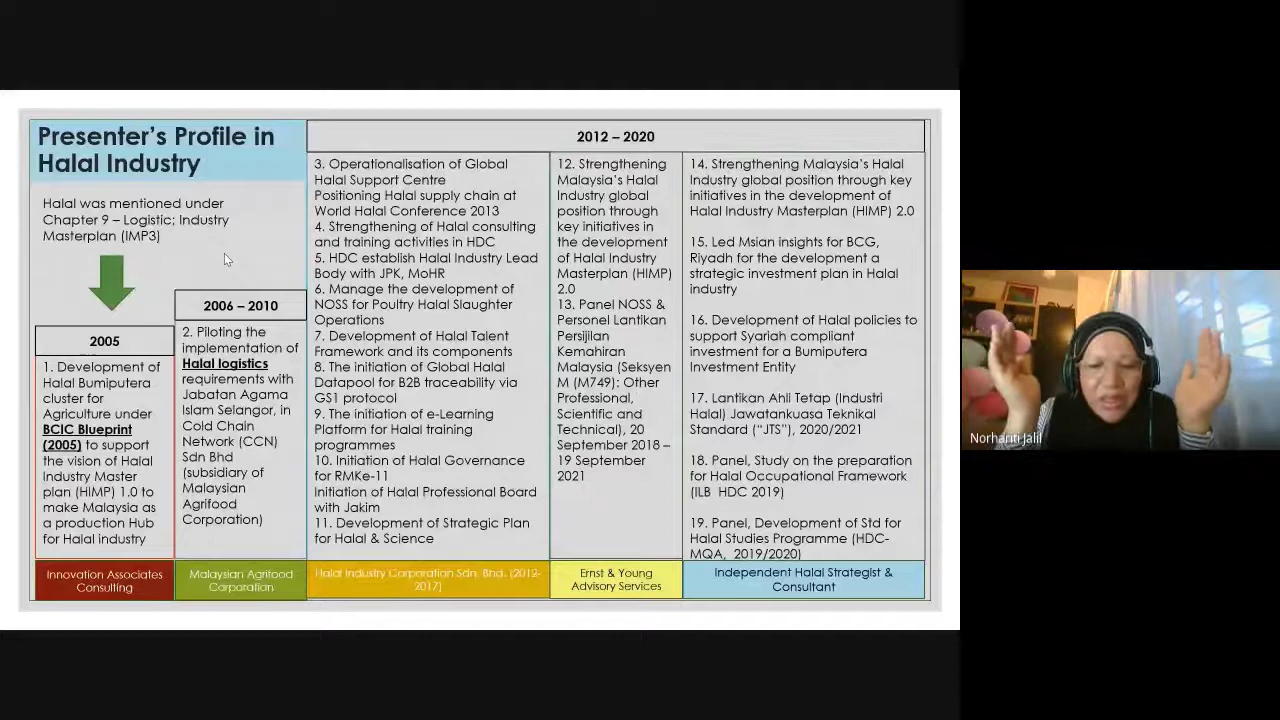 Presenter's Profile in
Halal Industry
Halal was mentioned under
Chapter 9 – Logistic; Industry
Masterplan (IMP3)
2005
1. Development of
Halal Bumiputera
cluster for
Agriculture under
BCIC Blueprint
(2005) to support
the vision of Halal
Industry Master
plan (HIMP) 1.0 to
make Malaysia as
a production Hub
for Halal industry
Innovation Associates
Consulting
2006 – 2010
2. Piloting the
implementation of
Halal logistics
requirements with
Jabatan Agama
Islam Selangor, in
Cold Chain
Network (CCN)
Sdn Bhd
(subsidiary of
Malaysian
Agrifood
Corporation)
Malaysian Agrifood
Corporation
2012 – 2020
3. Operationalisation of Global
Halal Support Centre
Positioning Halal supply chain at
World Halal Conference 2013
4. Strengthening of Halal consulting
and training activities in HDC
5. HDC establish Halal Industry Lead
Body with JPK, MoHR
6. Manage the development of
NOSS for Poultry Halal Slaughter
Operations
7. Development of Halal Talent
Framework and its components
8. The initiation of Global Halal
Datapool for B2B traceability via
GS1 protocol
9. The initiation of e-Learning
Platform for Halal training
programmes
10. Initiation of Halal Governance
for RMKe-11
Initiation of Halal Professional Board
with Jakim
11. Development of Strategic Plan
for Halal & Science
Halal Industry Corporation Sdn. Bhd. (2012-
2017)
12. Strengthening
Malaysia's Halal
Industry global
position through
key initiatives in
the development
of Halal Industry
Masterplan (HIMP)
2.0
13. Panel NOSS &
Personel Lantikan
Persijilan
Kemahiran
Malaysia (Seksyen
M (M749): Other
Professional,
Scientific and
Technical), 20
September 2018 –
19 September
2021
Ernst & Young
Advisory Services
14. Strengthening Malaysia's Halal
Industry global position through key
initiatives in the development of
Halal Industry Masterplan (HIMP) 2.0
15. Led Msian insights for BCG,
Riyadh for the development a
strategic investment plan in Halal
industry
16. Development of Halal policies to
support Syariah compliant
investment for a Bumiputera
Investment Entity
17. Lantikan Ahli Tetap (Industri
Halal) Jawatankuasa Teknikal
Standard ("JTS"), 2020/2021
18. Panel, Study on the preparation
for Halal Occupational Framework
(ILB HDC 2019)
19. Panel, Development of Std for
Halal Studies Programme (HDC-
MQA, 2019/2020)
Independent Halal Strategist &
Consultant
Norhariti Jalil